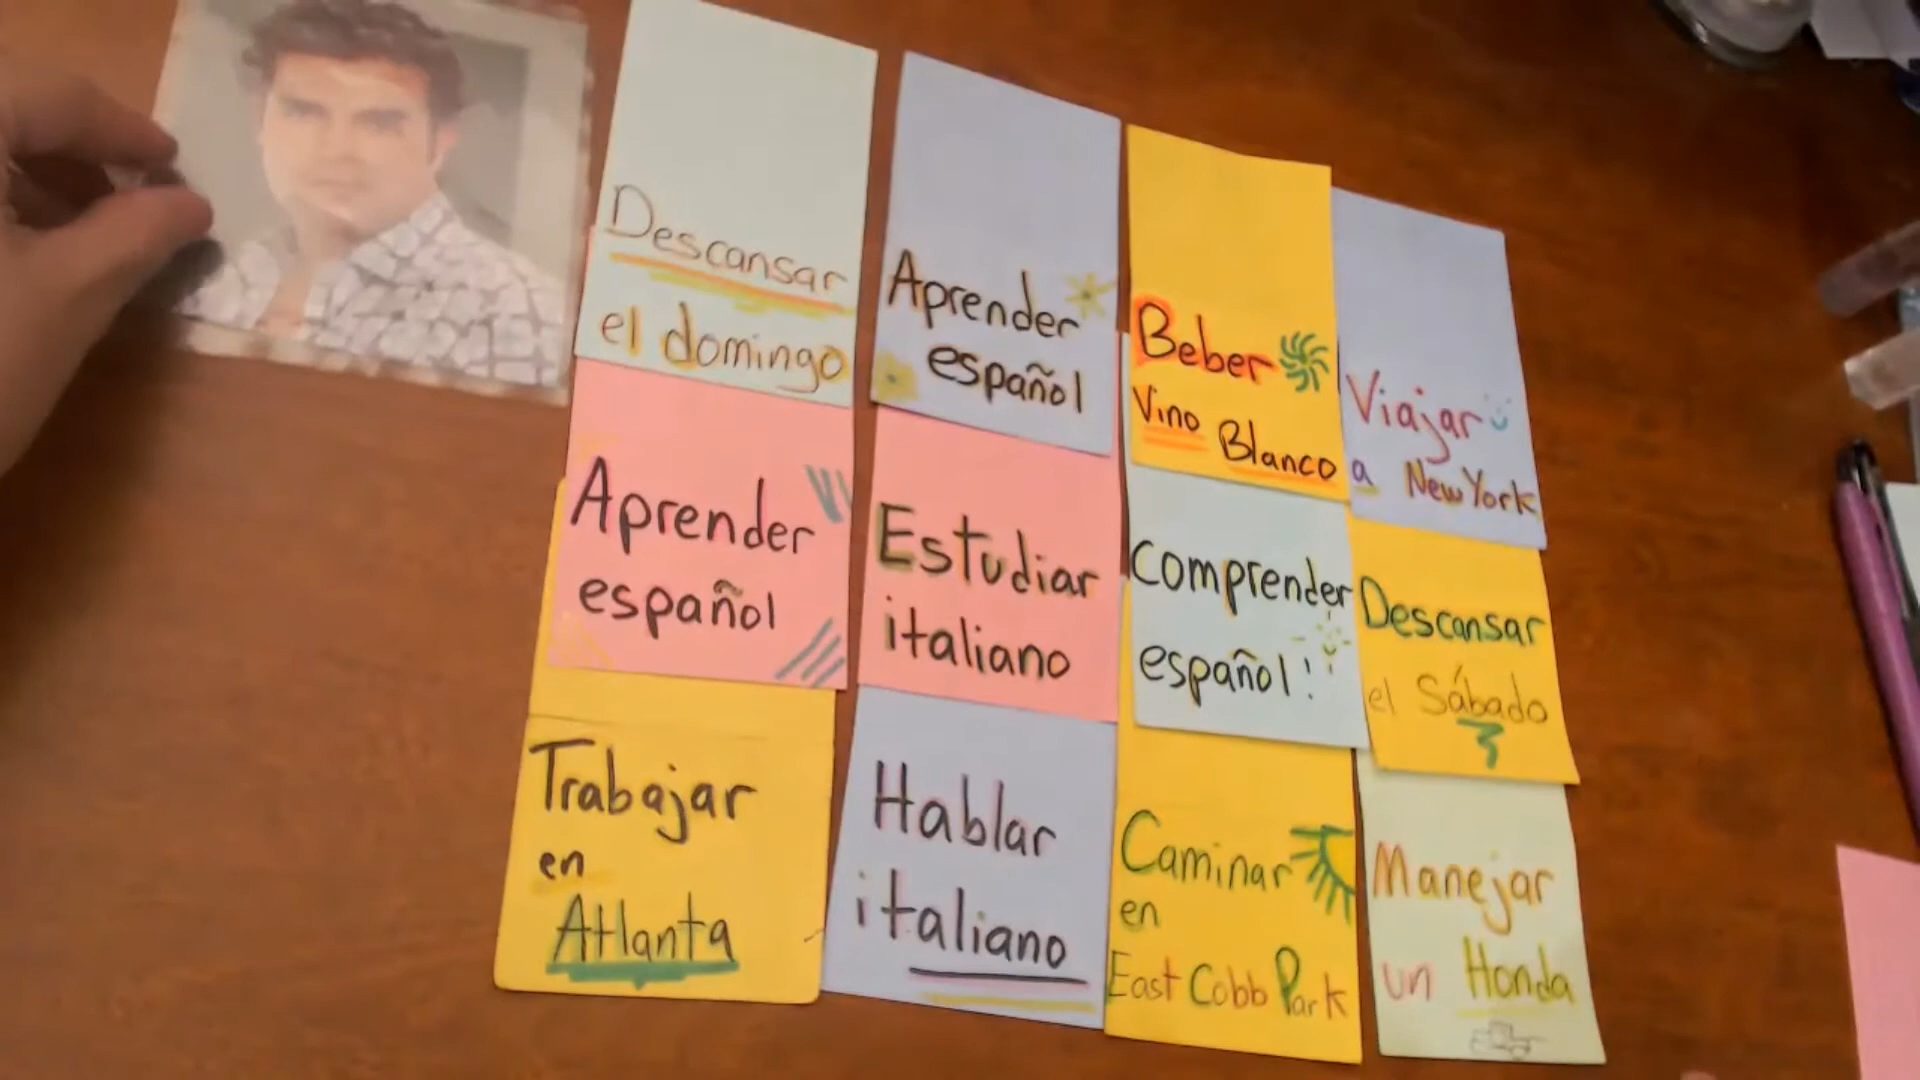 Descansar
el domingo
Aprender
español
Beber
Vino Blanco
Viajar
a New York
Aprender
español
Estudiar
italiano
Comprender
español!
Descansar
el Sábado
Trabajar
en
Atlanta
Hablar
italiano
Caminar
en
East Cobb Park
Manejar
un Honda